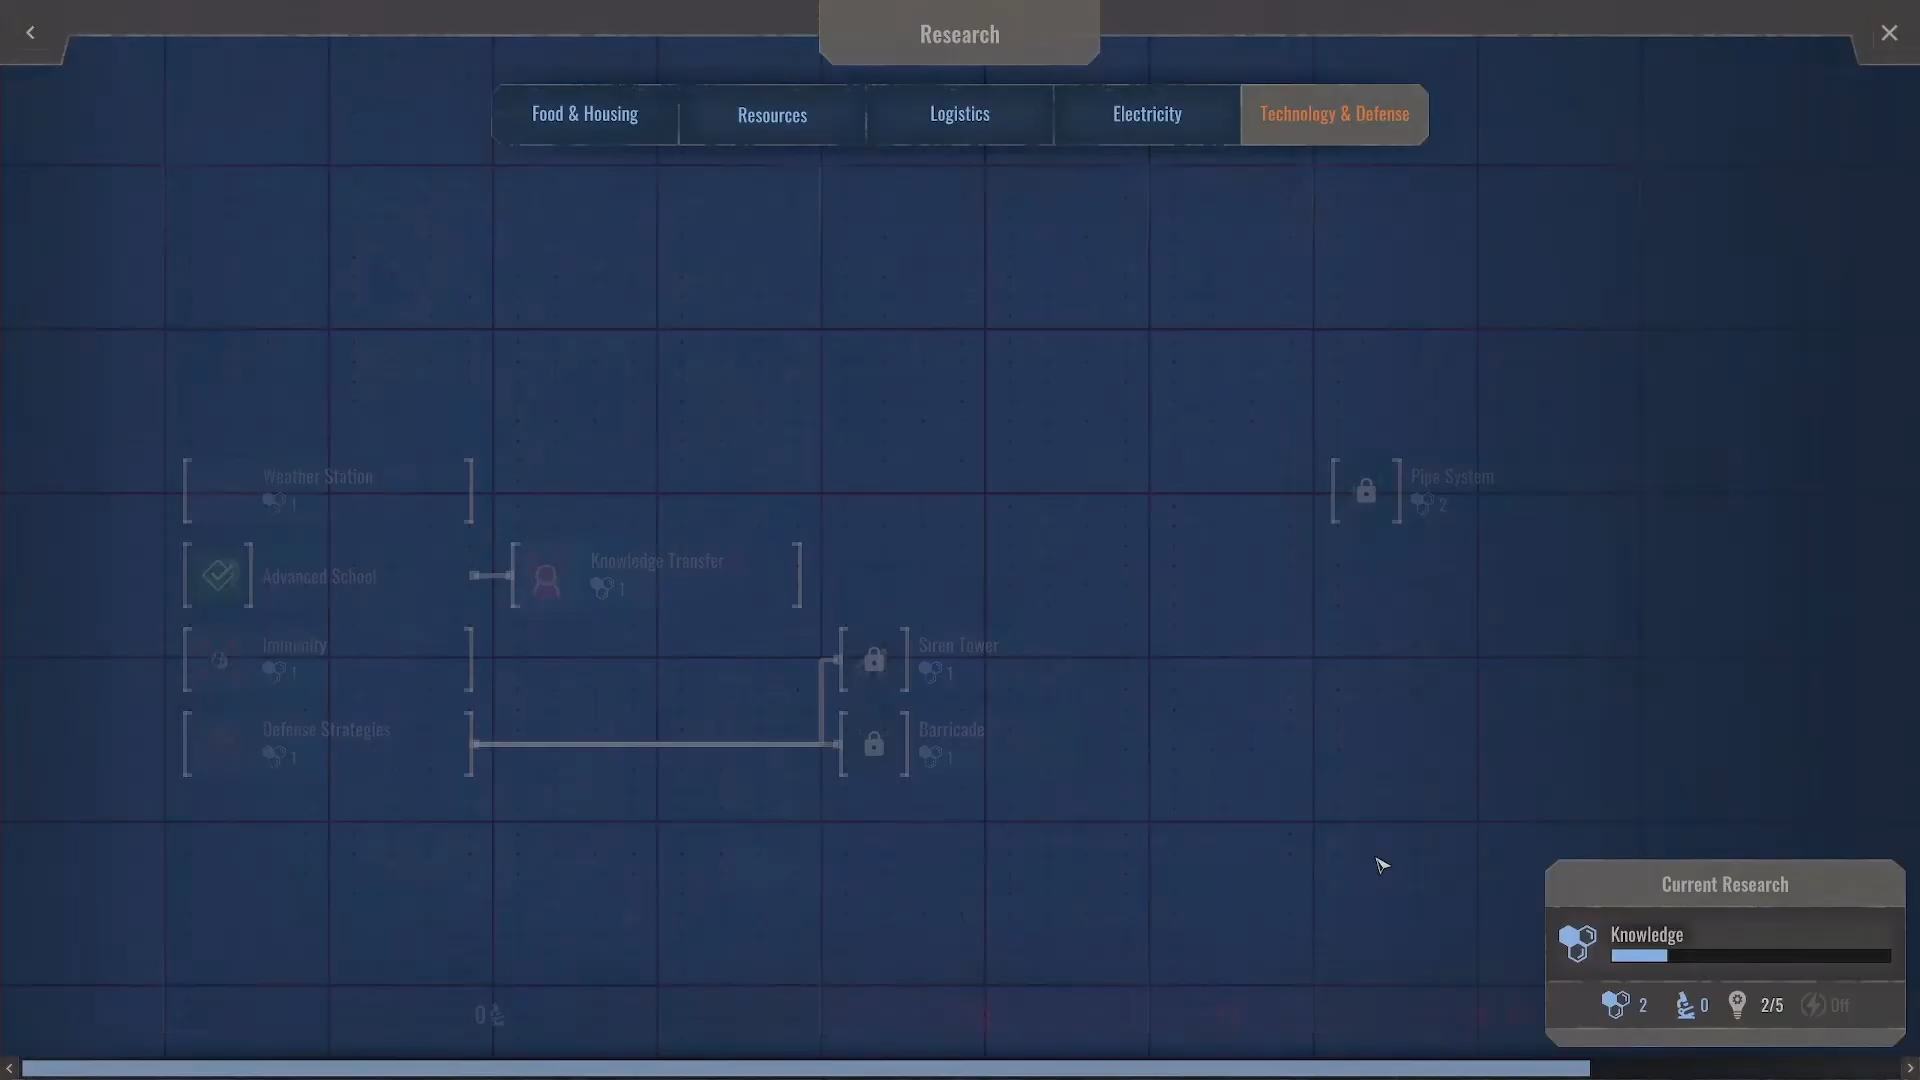 Research
Food & Housing
Resources
Logistics
Electricity
Technology & Defense
Weather Station
1
Pipe System
2
Advanced School
Knowledge Transfer
1
Immunity
1
Siren Tower
1
Defense Strategies
1
Barricade
1
Current Research
Knowledge
2
0
2/5
Off
0